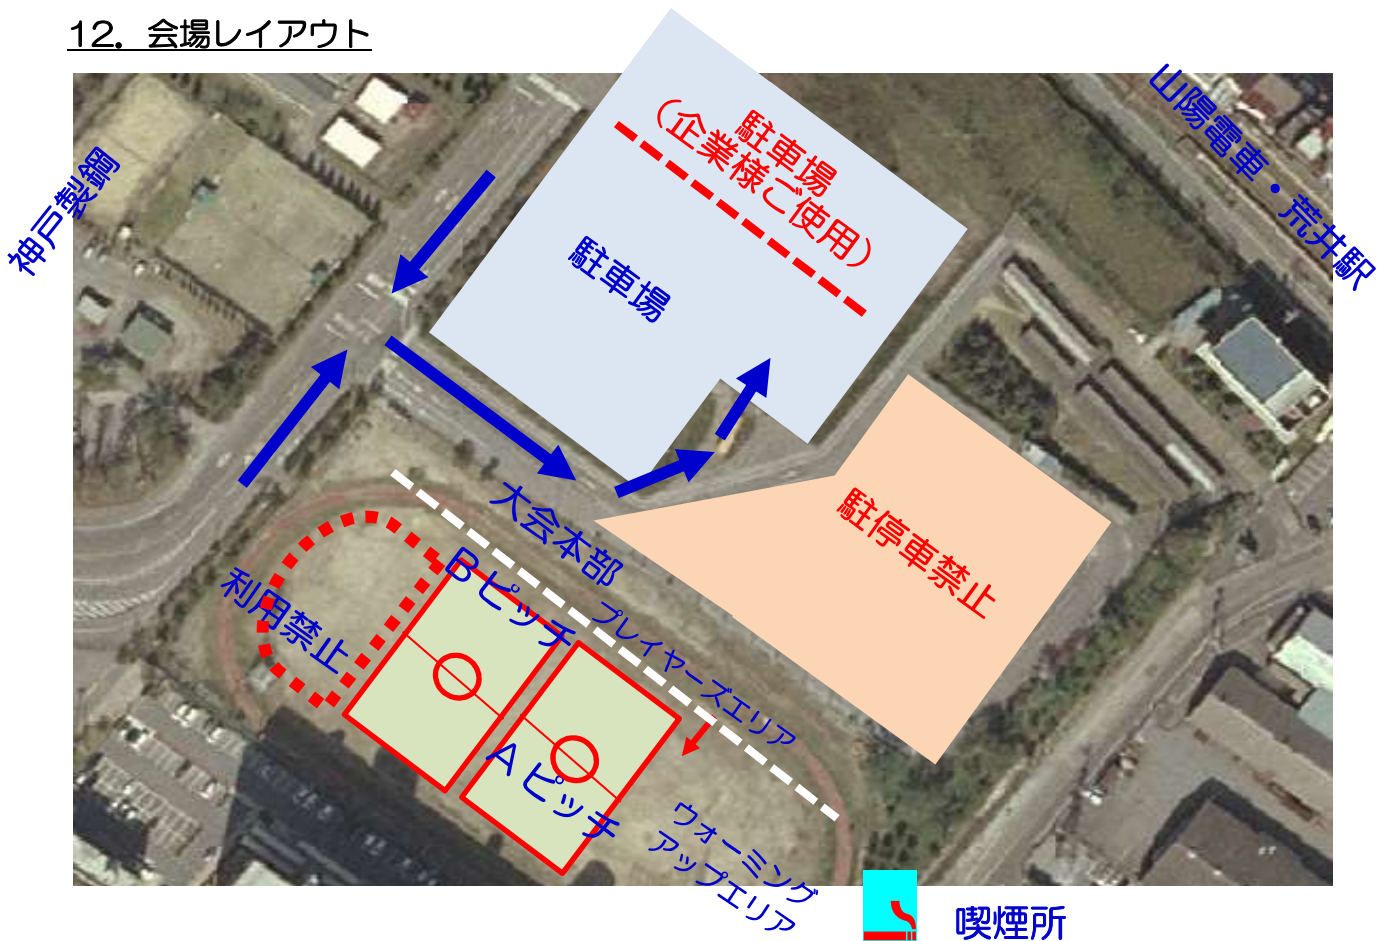 12．会場レイアウト
山陽電車・荒井駅
神戸製鋼
駐車場
（企業様ご使用）
駐車場
大会本部
駐停車禁止
Bピッチ
プレイヤーズエリア
利用禁止
Aピッチ
ウォーミング
アップエリア
喫煙所